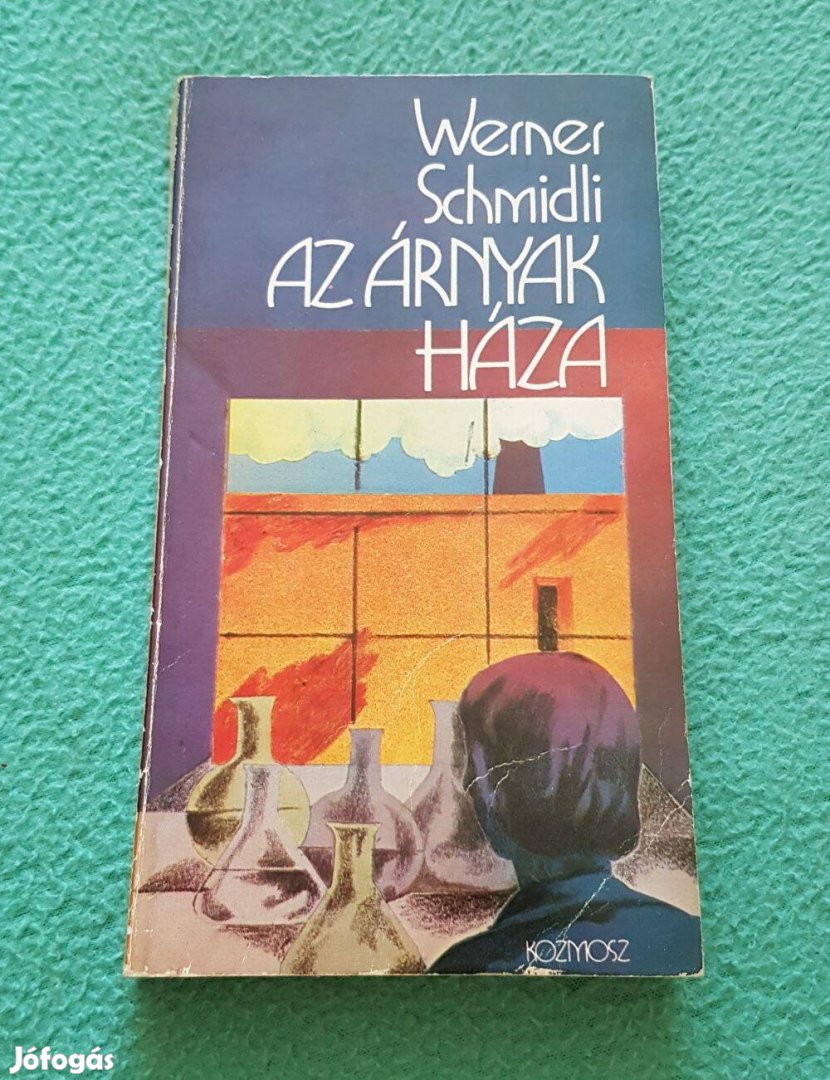 Werner
Schmidli
AZ ÁRNYAK
HÁZA
KOZMOSZ
Jófogás